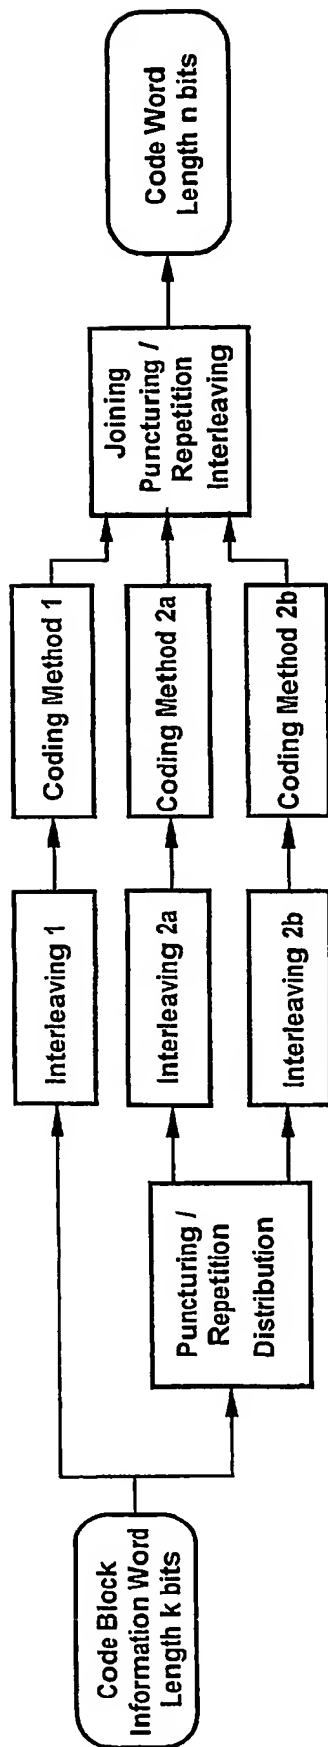 Code Block
Information Word
Length k bits
Puncturing /
Repetition
Distribution
Interleaving 1
Interleaving 2a
Interleaving 2b
Coding Method 1
Coding Method 2a
Coding Method 2b
Joining
Puncturing /
Repetition
Interleaving
Code Word
Length n bits